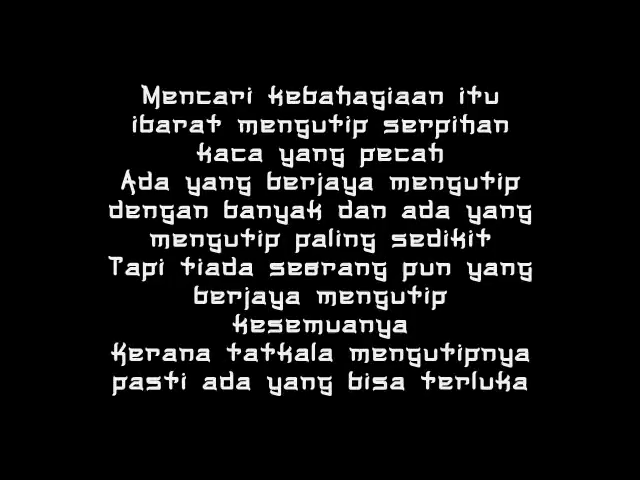 Mencari kebahagiaan itu
ibarat mengutip serpihan
kaca yang pecah
Ada yang berjaya mengutip
dengan banyak dan ada yang
mengutip paling sedikit
Tapi tiada seorang pun yang
berjaya mengutip
kesemuanya
Kerana tatkala mengutipnya
pasti ada yang bisa terluka